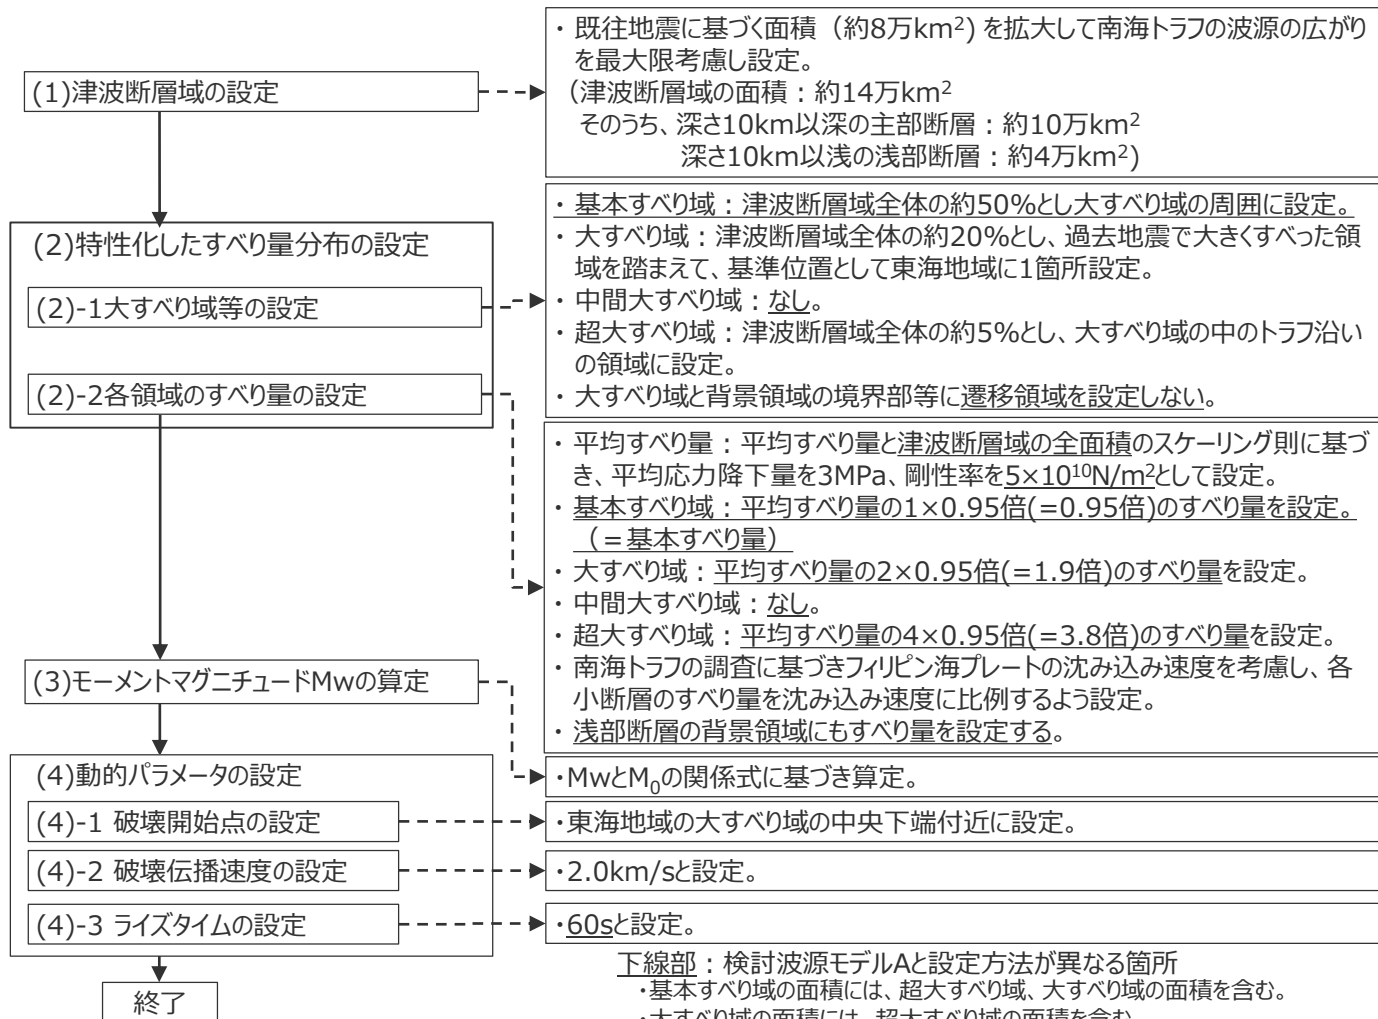 (1)津波断層域の設定
・ 既往地震に基づく面積（約8万km2) を拡大して南海トラフの波源の広がり
を最大限考慮し設定。
（津波断層域の面積：約14万km2
そのうち、深さ10km以深の主部断層：約10万km2
深さ10km以浅の浅部断層：約4万km2)
(2)特性化したすべり量分布の設定
(2)-1大すべり域等の設定
・ 基本すべり域：津波断層域全体の約50%とし大すべり域の周囲に設定。
・ 大すべり域：津波断層域全体の約20%とし、過去地震で大きくすべった領
域を踏まえて、基準位置として東海地域に1箇所設定。
・ 中間大すべり域：なし。
・ 超大すべり域：津波断層域全体の約5%とし、大すべり域の中のトラフ沿い
の領域に設定。
・ 大すべり域と背景領域の境界部等に遷移領域を設定しない。
(2)-2各領域のすべり量の設定
・ 平均すべり量：平均すべり量と津波断層域の全面積のスケーリング則に基づ
き、平均応力降下量を3MPa、剛性率を5×10¹⁰N/m²として設定。
・ 基本すべり域：平均すべり量の1×0.95倍(=0.95倍)のすべり量を設定。
（＝基本すべり量）
・ 大すべり域：平均すべり量の2×0.95倍(=1.9倍)のすべり量を設定。
・ 中間大すべり域：なし。
・ 超大すべり域：平均すべり量の4×0.95倍(=3.8倍)のすべり量を設定。
・ 南海トラフの調査に基づきフィリピン海プレートの沈み込み速度を考慮し、各
小断層のすべり量を沈み込み速度に比例するよう設定。
・ 浅部断層の背景領域にもすべり量を設定する。
(3)モーメントマグニチュードMwの算定
・MwとM₀の関係式に基づき算定。
(4)動的パラメータの設定
(4)-1 破壊開始点の設定
・東海地域の大すべり域の中央下端付近に設定。
(4)-2 破壊伝播速度の設定
・2.0km/sと設定。
(4)-3 ライズタイムの設定
・60sと設定。
終了
下線部：検討波源モデルAと設定方法が異なる箇所
・基本すべり域の面積には、超大すべり域、大すべり域の面積を含む。
・大すべり域の面積には、超大すべり域の面積を含む